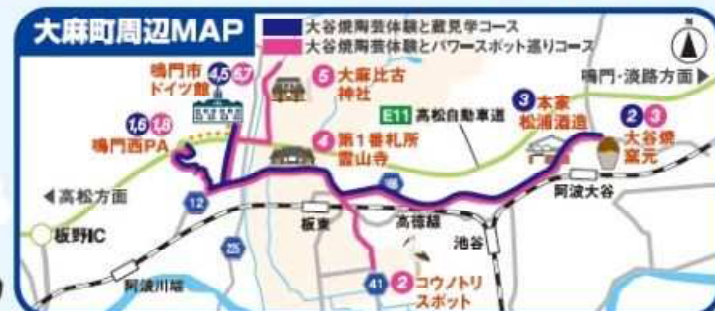 大麻町周辺MAP
大谷焼陶芸体験と蔵見学コース
大谷焼陶芸体験とパワースポット巡りコース
N
鳴門市
ドイツ館
4,5
6,7
5
大麻比古
神社
鳴門・淡路方面▶
1,6
1,8
鳴門西PA
4
第1番札所
霊山寺
E11
高松自動車道
3
本家
松浦酒造
2
3
大谷焼
窯元
◀高松方面
12
板野IC
阿波川端
25
板東
高徳線
池谷
阿波大谷
41
2
コウノトリ
スポット